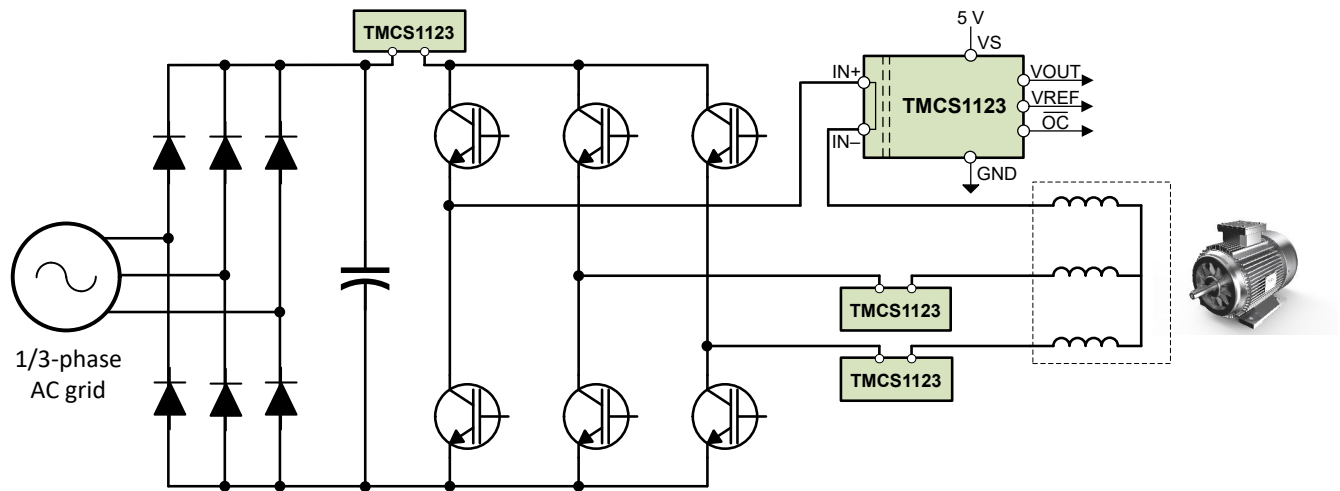 TMCS1123
5 V
VS
IN+
TMCS1123
VOUT
VREF
OC
IN–
GND
TMCS1123
TMCS1123
1/3-phase
AC grid